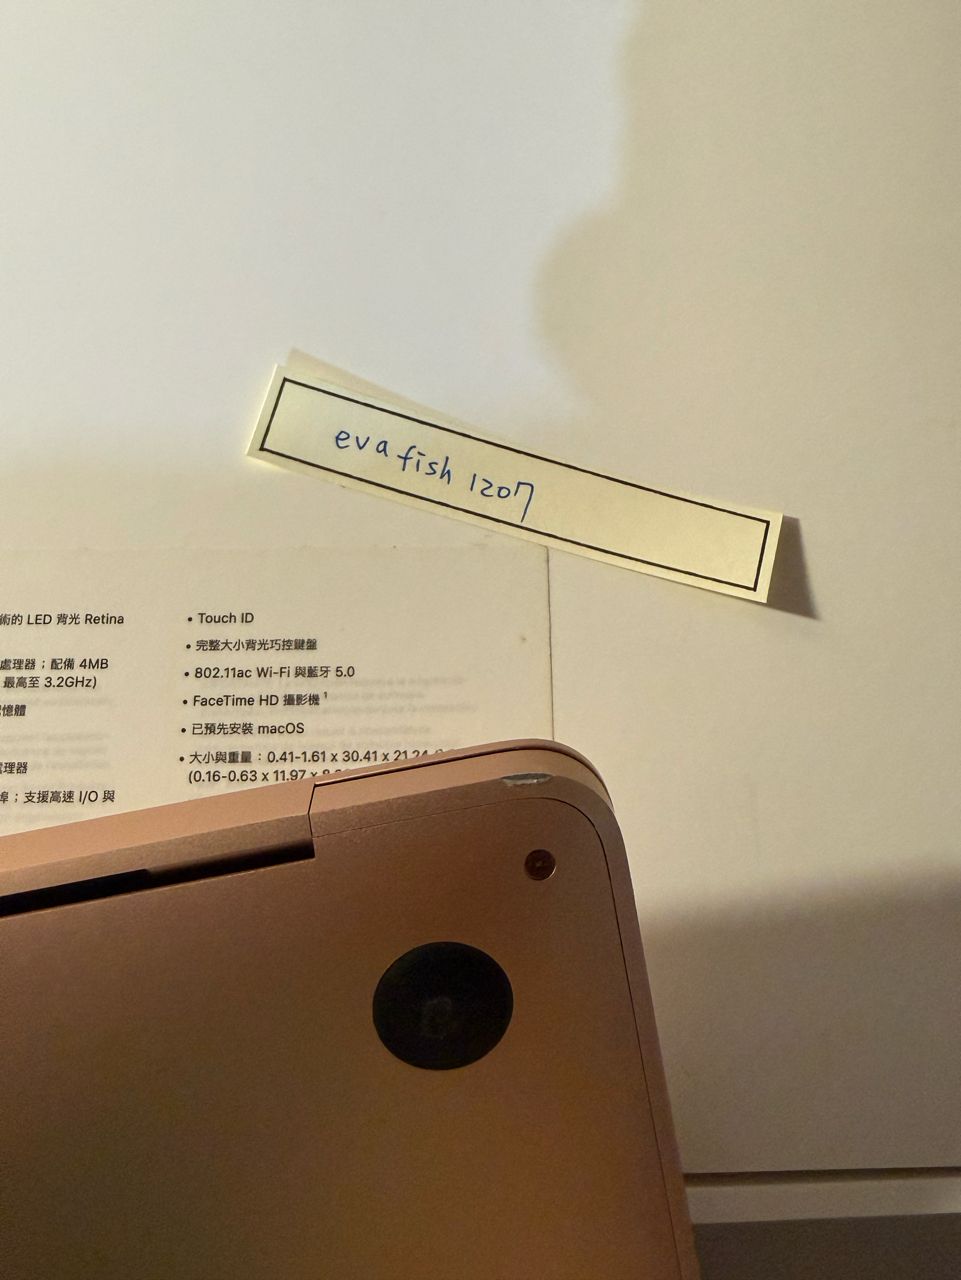 evafish1207
術的 LED 背光 Retina
處理器；配備 4MB
最高至 3.2GHz)
憶體
處理器
埠；支援高速 I/O 與
• Touch ID
• 完整大小背光巧控鍵盤
• 802.11ac Wi-Fi 與藍牙 5.0
• FaceTime HD 攝影機¹
• 已預先安裝 macOS
• 大小與重量：0.41-1.61 x 30.41 x 21.24
(0.16-0.63 x 11.97 x